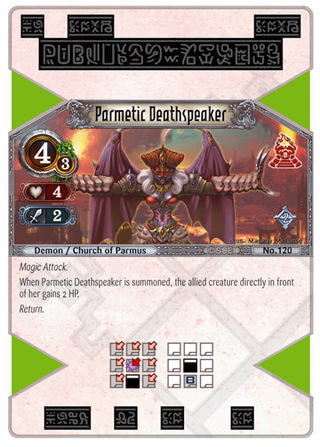 Parmetic Deathspeaker
4
3
4
2
Demon / Church of Parmus
No.120
Magic Attack.
When Parmetic Deathspeaker is summoned, the allied creature directly in front
of her gains 2 HP.
Return.